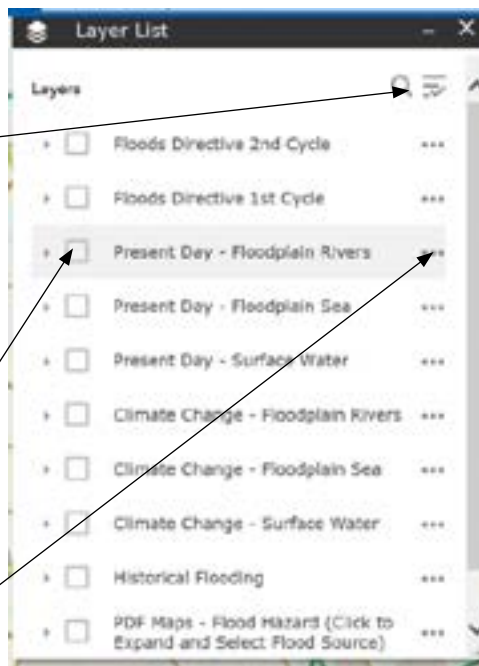 Layer List
Layers
Floods Directive 2nd Cycle
Floods Directive 1st Cycle
Present Day - Floodplain Rivers
Present Day - Floodplain Sea
Present Day - Surface Water
Climate Change - Floodplain Rivers
Climate Change - Floodplain Sea
Climate Change - Surface Water
Historical Flooding
PDF Maps - Flood Hazard (Click to
Expand and Select Flood Source)